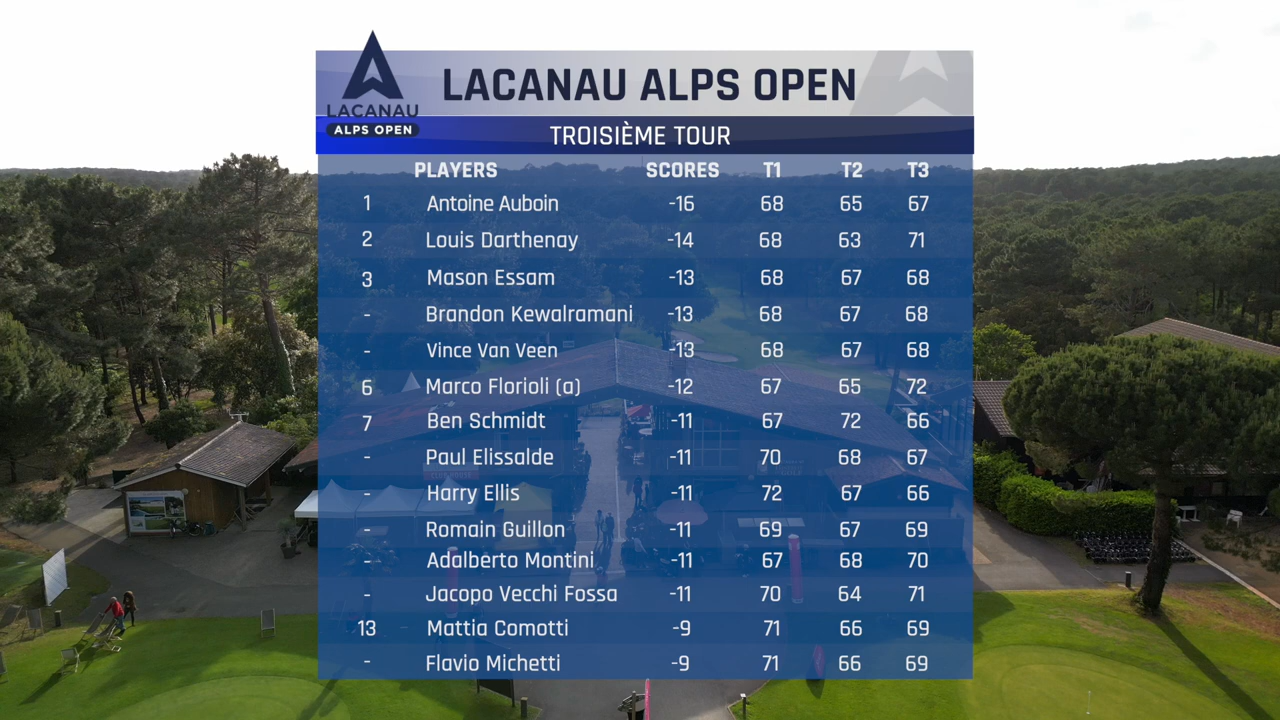 LACANAU ALPS OPEN
LACANAU
ALPS OPEN
TROISIÈME TOUR
PLAYERS SCORES T1 T2 T3
1 Antoine Auboin -16 68 65 67
2 Louis Darthenay -14 68 63 71
3 Mason Essam -13 68 67 68
- Brandon Kewalramani -13 68 67 68
- Vince Van Veen -13 68 67 68
6 Marco Florioli (a) -12 67 65 72
7 Ben Schmidt -11 67 72 66
- Paul Elissalde -11 70 68 67
- Harry Ellis -11 72 67 66
- Romain Guillon -11 69 67 69
- Adalberto Montini -11 67 68 70
- Jacopo Vecchi Fossa -11 70 64 71
13 Mattia Comotti -9 71 66 69
- Flavio Michetti -9 71 66 69